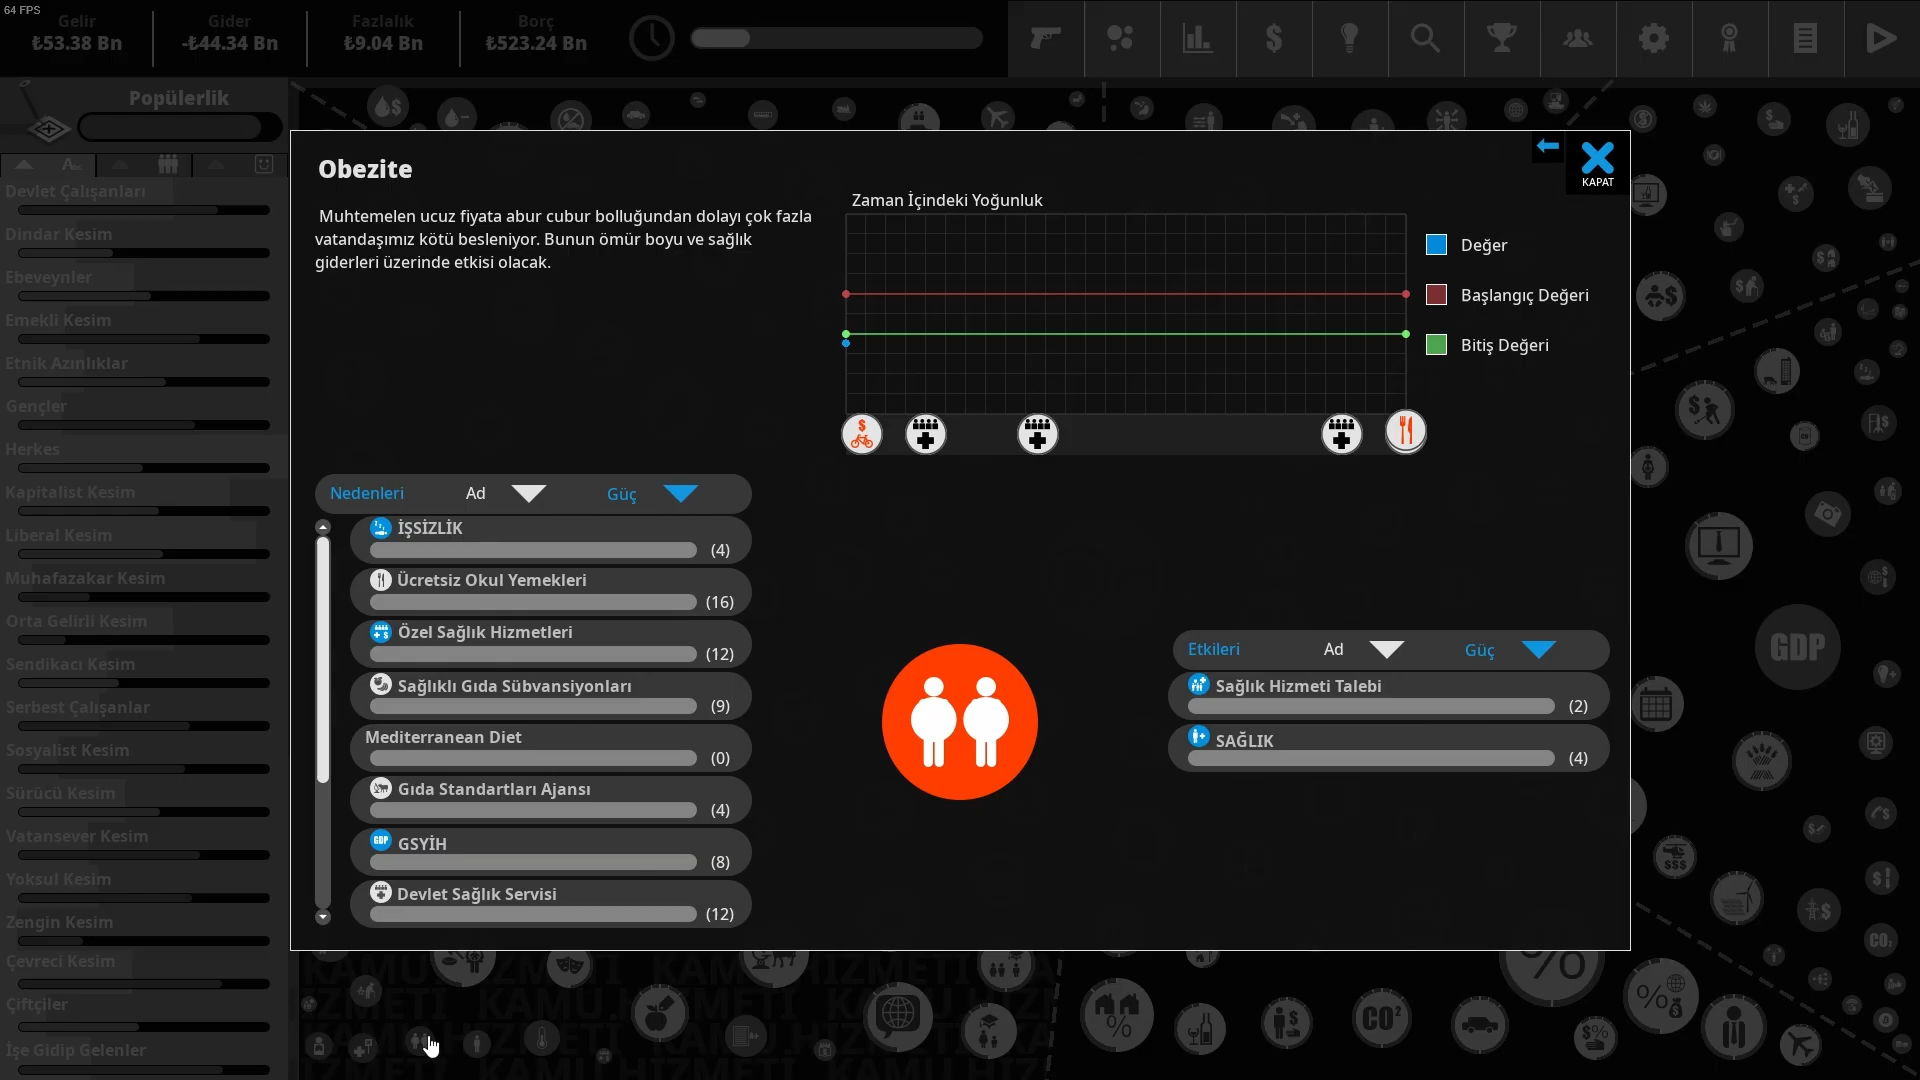 64 FPS
Gelir
₺53.38 Bn
Gider
-₺44.34 Bn
Fazlalık
₺9.04 Bn
Borç
₺523.24 Bn
Popülerlik
Devlet Çalışanları
Dindar Kesim
Ebeveynler
Emekli Kesim
Etnik Azınlıklar
Gençler
Herkes
Kapitalist Kesim
Liberal Kesim
Muhafazakar Kesim
Orta Gelirli Kesim
Sendikacı Kesim
Serbest Çalışanlar
Sosyalist Kesim
Sürücü Kesim
Vatansever Kesim
Yoksul Kesim
Zengin Kesim
Çevreci Kesim
Çiftçiler
İşe Gidip Gelenler
Obezite
KAPAT
Muhtemelen ucuz fiyata abur cubur bolluğundan dolayı çok fazla
vatandaşımız kötü besleniyor. Bunun ömür boyu ve sağlık
giderleri üzerinde etkisi olacak.
Zaman İçindeki Yoğunluk
Değer
Başlangıç Değeri
Bitiş Değeri
Nedenleri Ad Güç
İŞSİZLİK
(4)
Ücretsiz Okul Yemekleri
(16)
Özel Sağlık Hizmetleri
(12)
Sağlıklı Gıda Sübvansiyonları
(9)
Mediterranean Diet
(0)
Gıda Standartları Ajansı
(4)
GDP GSYİH
(8)
Devlet Sağlık Servisi
(12)
Etkileri Ad Güç
Sağlık Hizmeti Talebi
(2)
SAĞLIK
(4)
GDP
CO²
CO₂